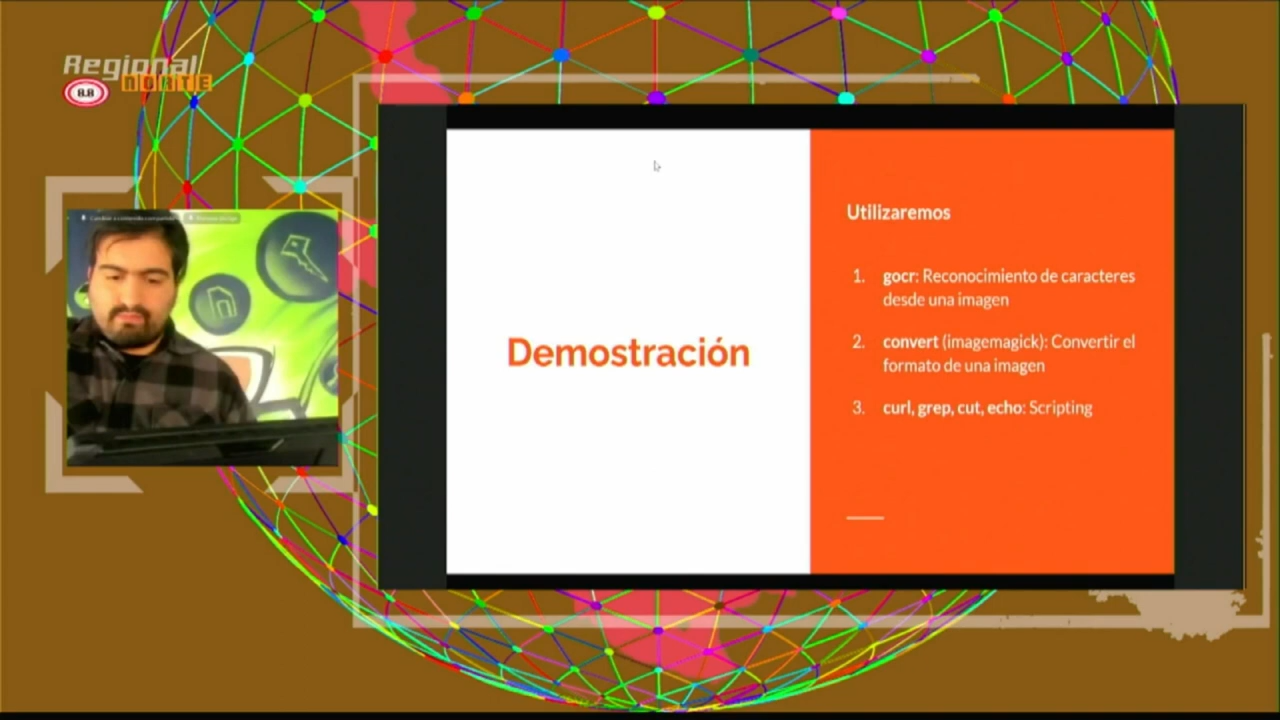 Regional
NORTE
8.8
Demostración
Utilizaremos
1. gocr: Reconocimiento de caracteres
desde una imagen
2. convert (imagemagick): Convertir el
formato de una imagen
3. curl, grep, cut, echo: Scripting